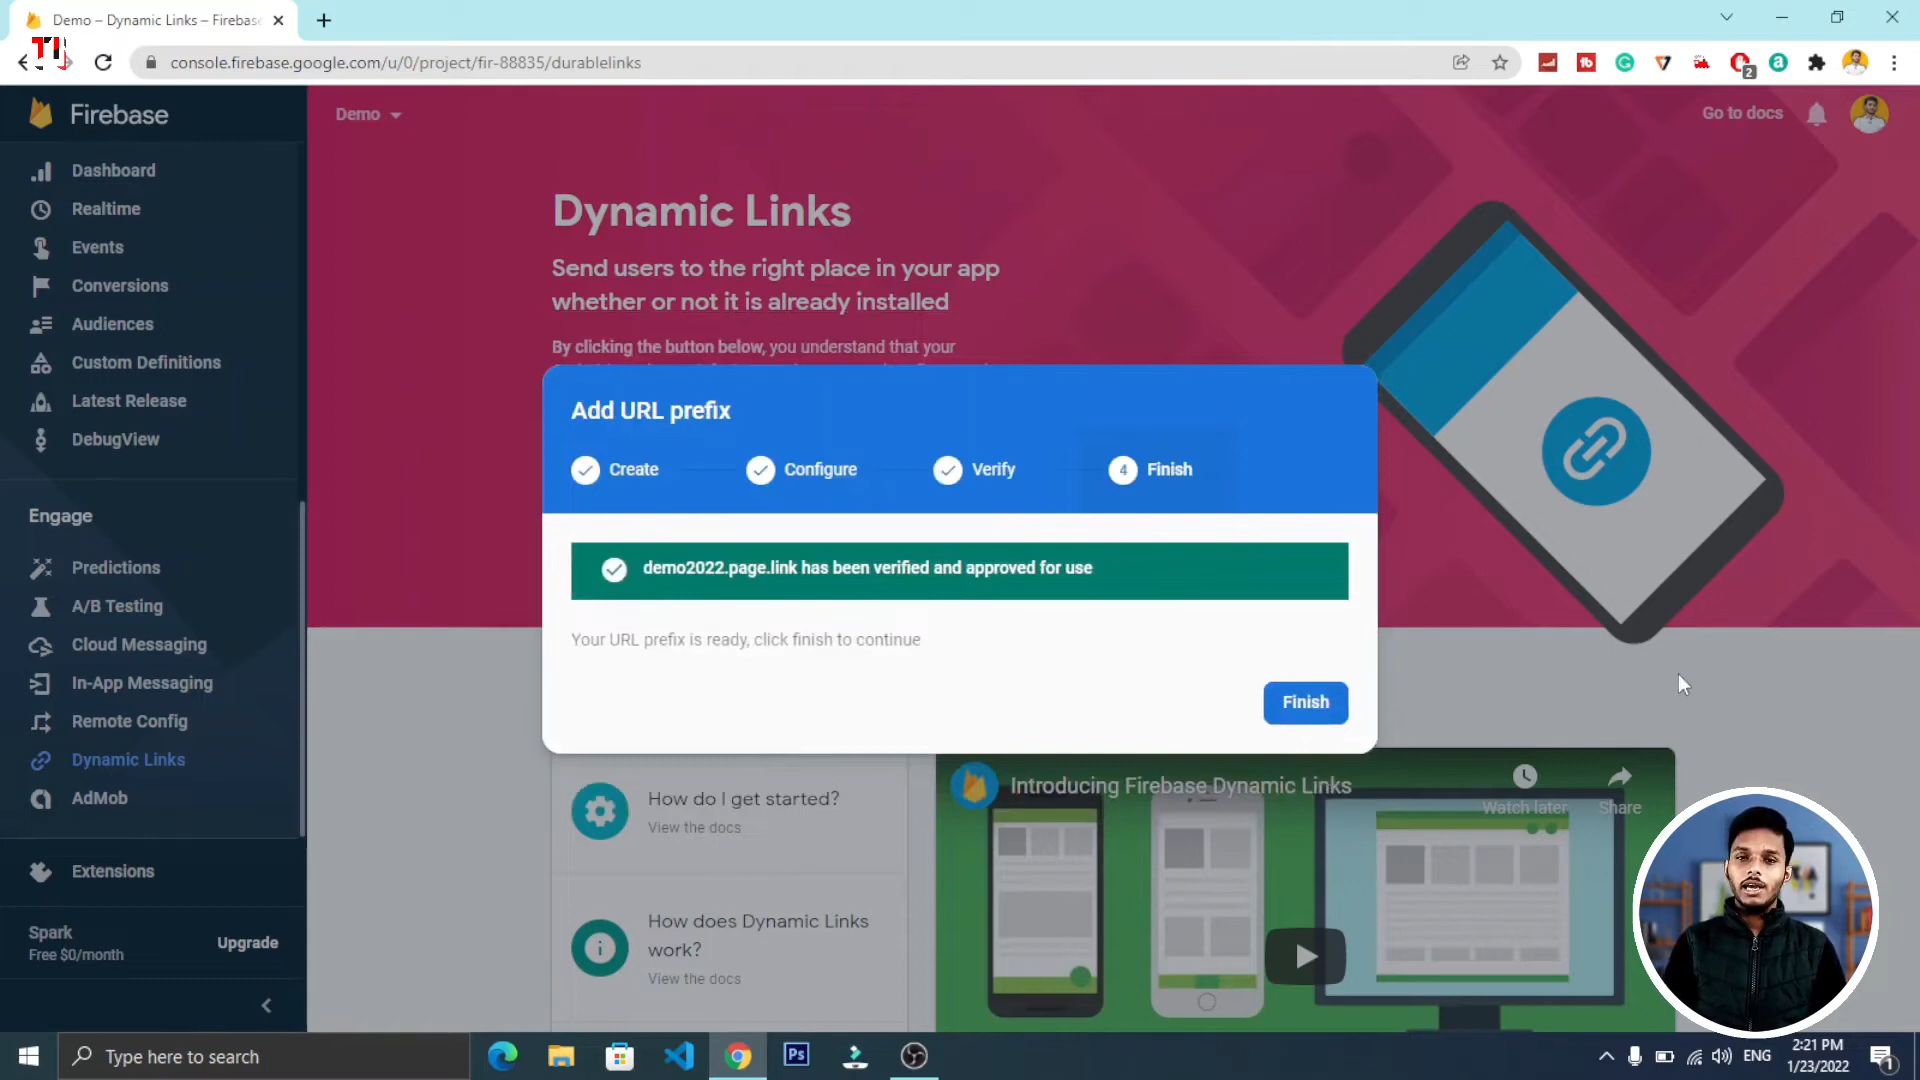 Demo – Dynamic Links – Firebase
TJ
console.firebase.google.com/u/0/project/fir-88835/durablelinks
2
Firebase
Demo
Go to docs
Dashboard
Realtime
Events
Conversions
Audiences
Custom Definitions
Latest Release
DebugView
Engage
Predictions
A/B Testing
Cloud Messaging
In-App Messaging
Remote Config
Dynamic Links
AdMob
Extensions
Spark
Free $0/month
Upgrade
Dynamic Links
Send users to the right place in your app
whether or not it is already installed
By clicking the button below, you understand that your
Add URL prefix
Create
Configure
Verify
4
Finish
demo2022.page.link has been verified and approved for use
Your URL prefix is ready, click finish to continue
Finish
How do I get started?
View the docs
How does Dynamic Links
work?
View the docs
Introducing Firebase Dynamic Links
Watch later
Share
Type here to search
Ps
ENG
2:21 PM
1/23/2022
1